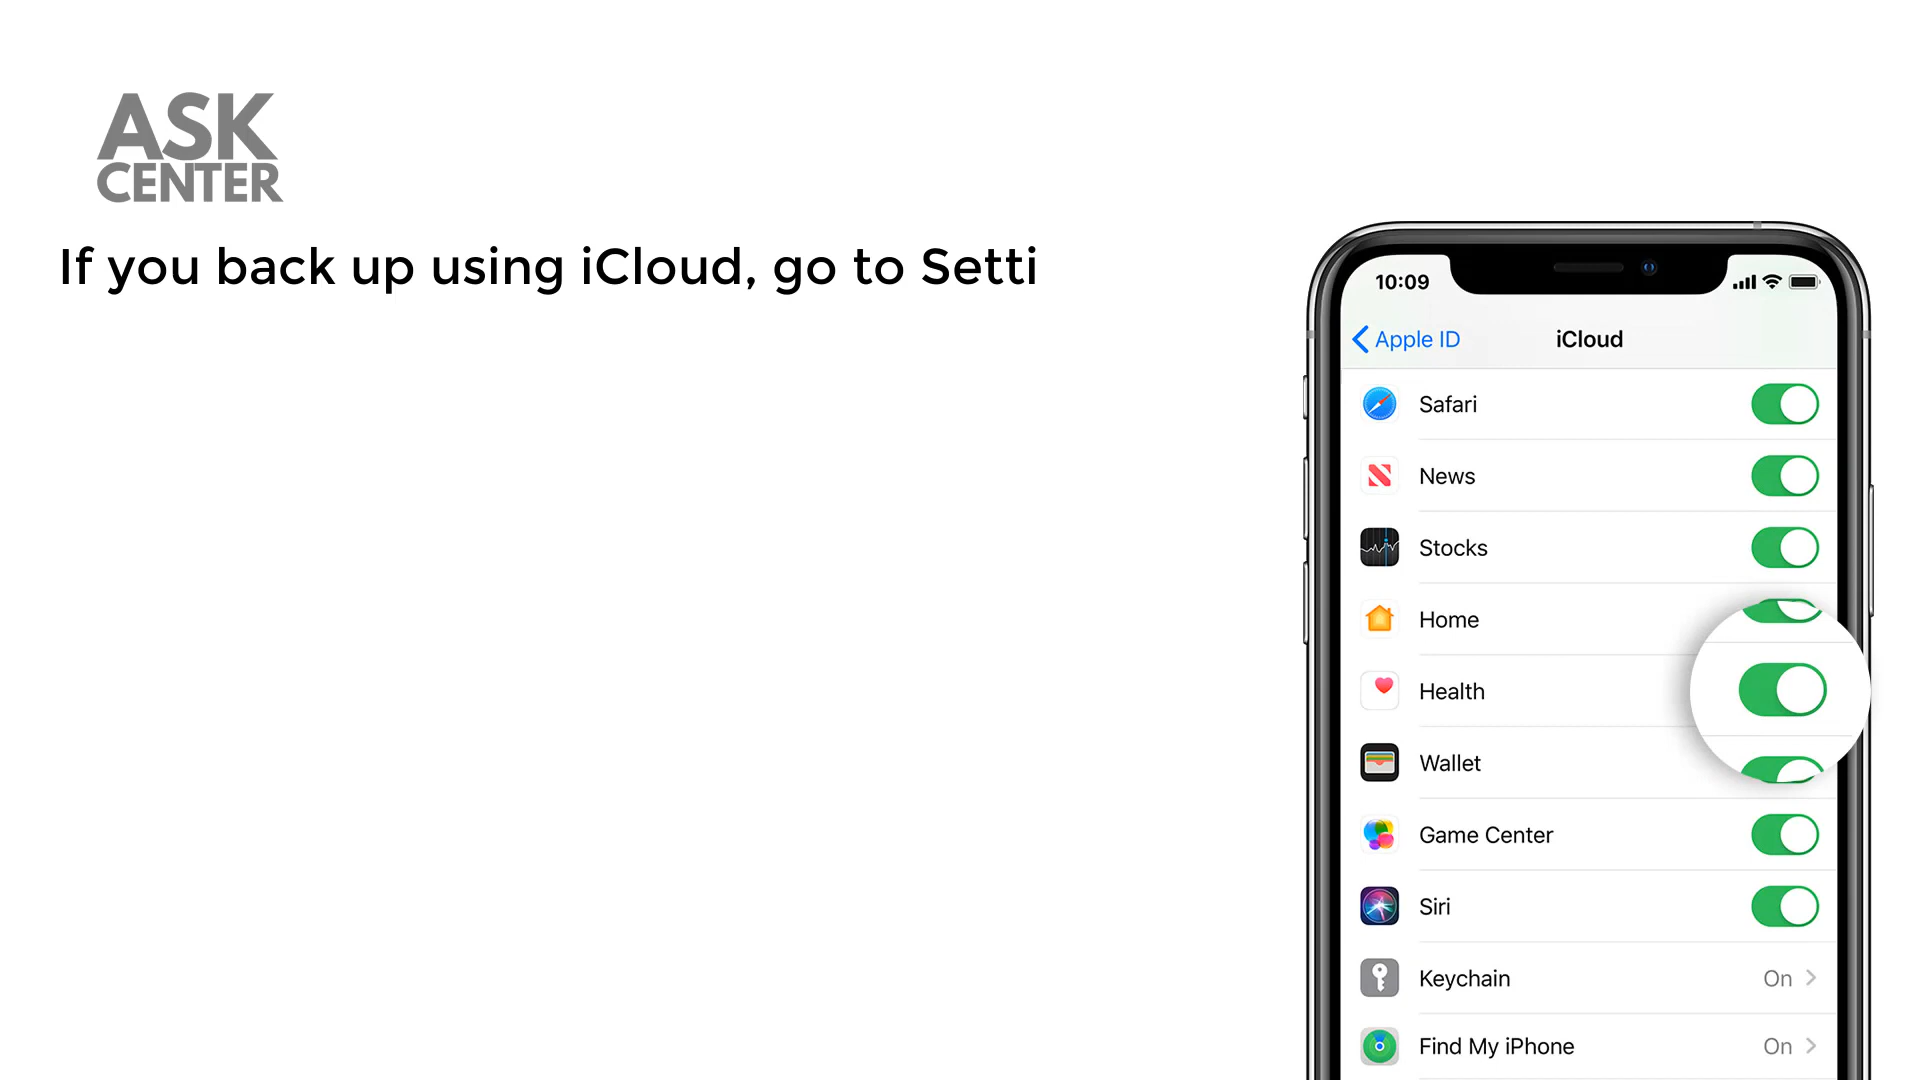 ASK
CENTER
If you back up using iCloud, go to Setti
10:09
Apple ID
iCloud
Safari
News
Stocks
Home
Health
Wallet
Game Center
Siri
Keychain On
Find My iPhone On